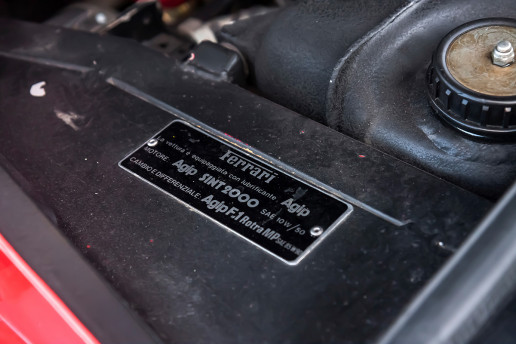 Ferrari
vettura è equipaggiata con lubrificante Agip
MOTORE: Agip SINT 2000 SAE 10W/50
CAMBIO E DIFFERENZIALE: Agip F.1 Rotra MP